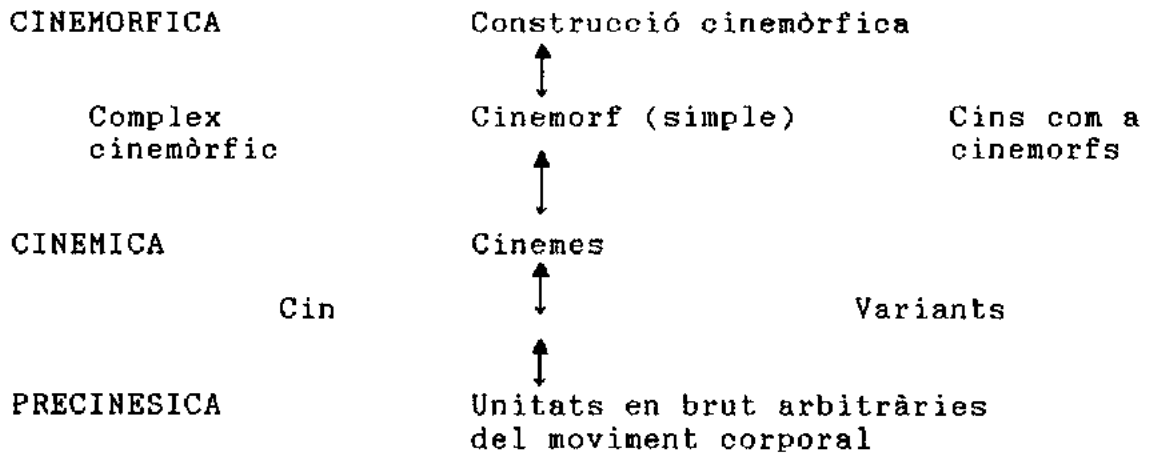 CINEMORFICA Construcció cinemòrfica
Complex Cinemorf (simple) Cins com a
cinemòrfic cinemorfs
CINEMICA Cinemes
Cin Variants
PRECINESICA Unitats en brut arbitràries
del moviment corporal